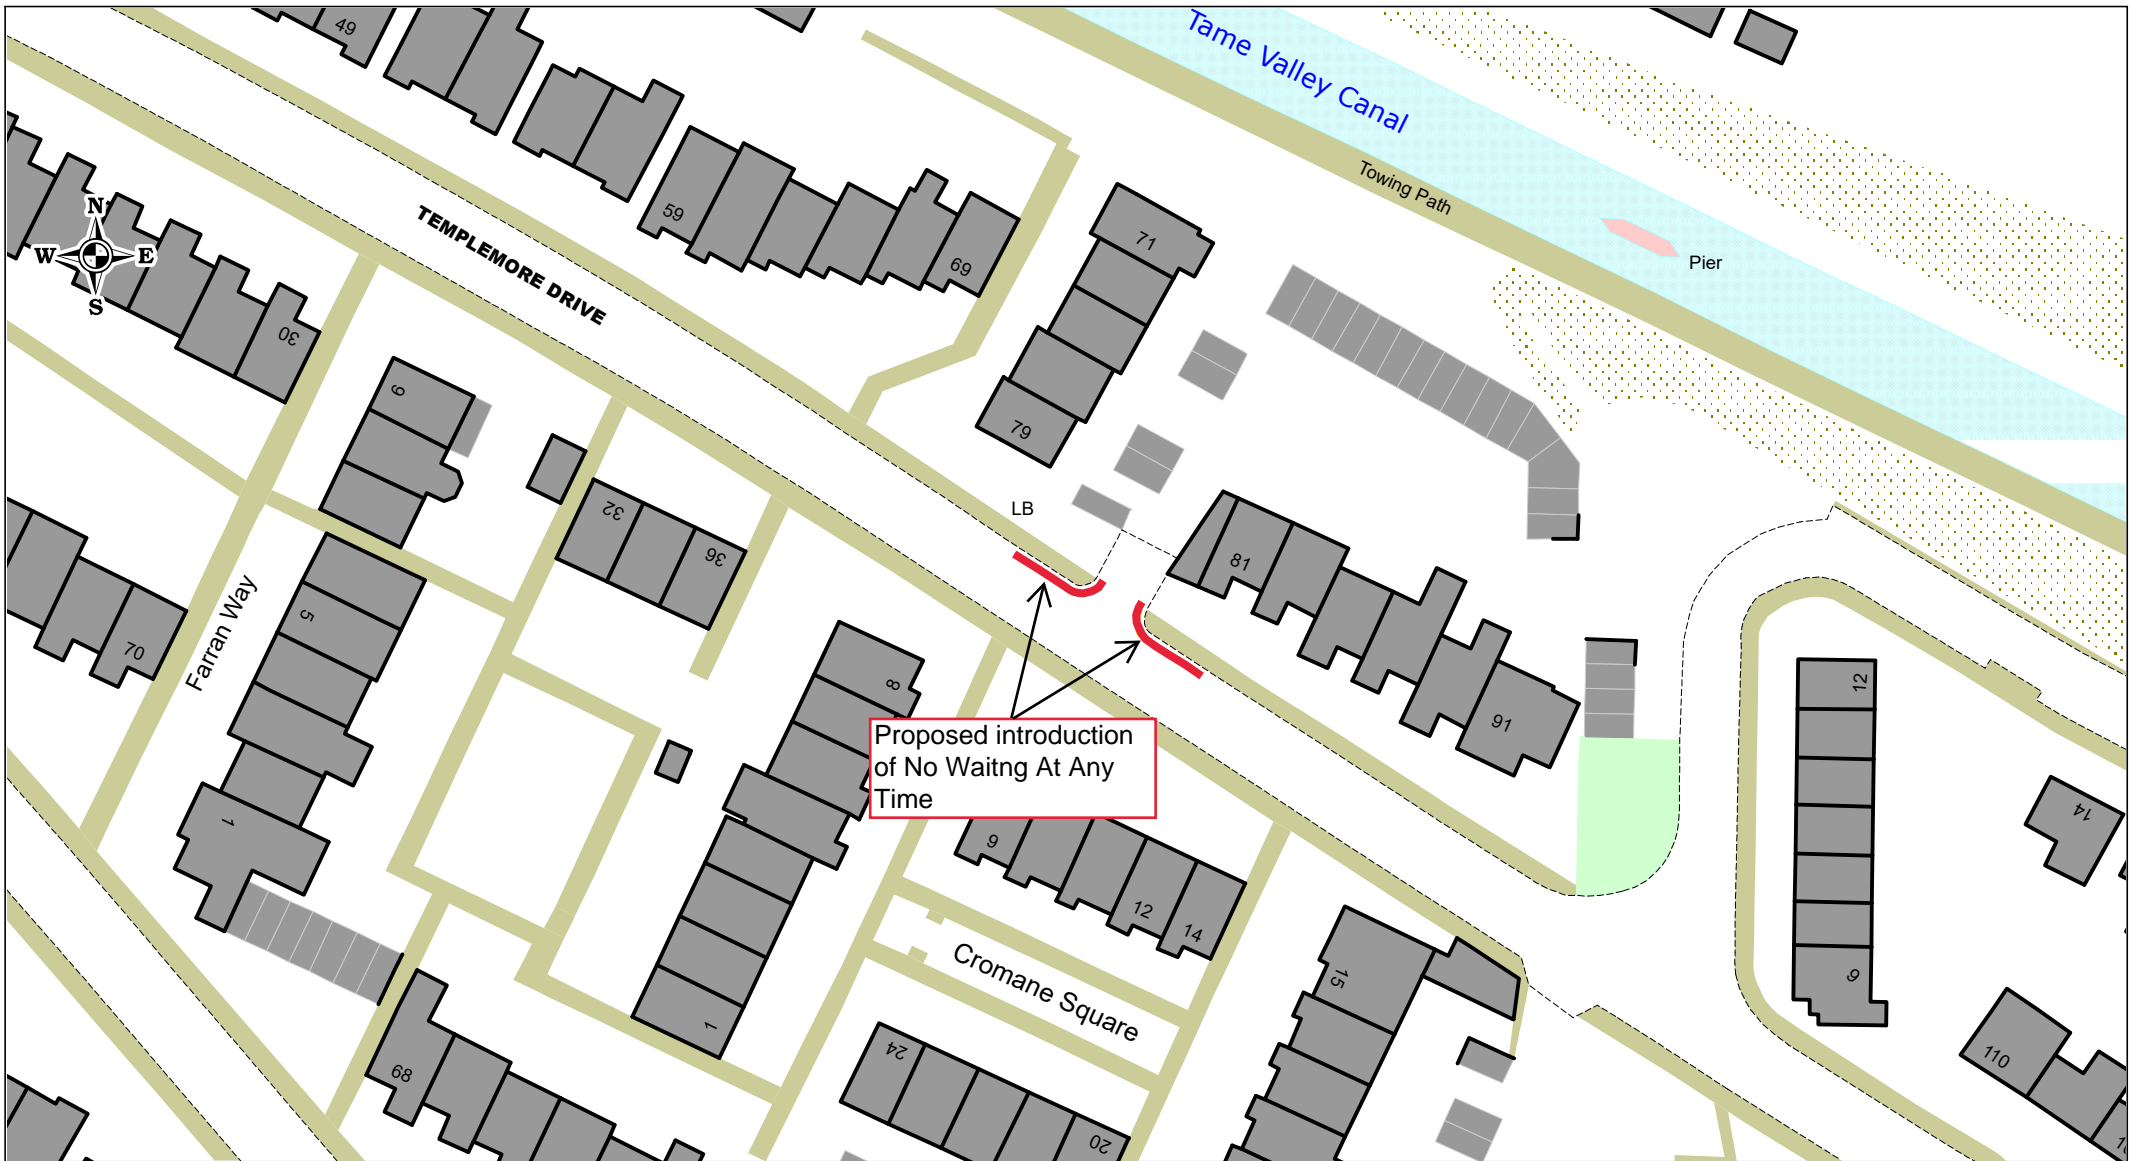 49
Tame Valley Canal
Towing Path
Pier
N
W E
S
TEMPLEMORE DRIVE
59
69
71
79
30
9
32
36
LB
81
91
5
70
Farran Way
8
12
14
Proposed introduction
of No Waitng At Any
Time
1
9
12
14
Cromane Square
15
9
110
1
68
24
20